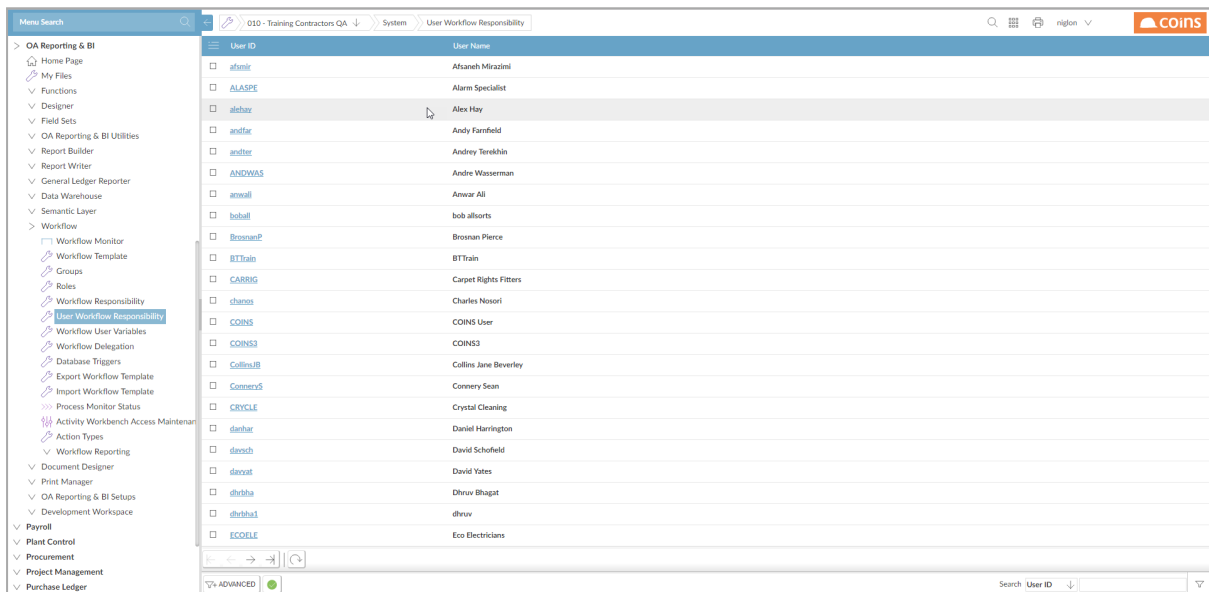 Menu Search
010 - Training Contractors QA
System
User Workflow Responsibility
niglon
coins
OA Reporting & BI
Home Page
My Files
Functions
Designer
Field Sets
OA Reporting & BI Utilities
Report Builder
Report Writer
General Ledger Reporter
Data Warehouse
Semantic Layer
Workflow
Workflow Monitor
Workflow Template
Groups
Roles
Workflow Responsibility
User Workflow Responsibility
Workflow User Variables
Workflow Delegation
Database Triggers
Export Workflow Template
Import Workflow Template
Process Monitor Status
Activity Workbench Access Maintenan
Action Types
Workflow Reporting
Document Designer
Print Manager
OA Reporting & BI Setups
Development Workspace
Payroll
Plant Control
Procurement
Project Management
Purchase Ledger
User ID User Name
afsmir Afsaneh Mirazimi
ALASPE Alarm Specialist
alehay Alex Hay
andfar Andy Farnfield
andter Andrey Terekhin
ANDWAS Andre Wasserman
anwali Anwar Ali
boball bob allsorts
BrosnanP Brosnan Pierce
BTTrain BTTrain
CARRIG Carpet Rights Fitters
chanos Charles Nosori
COINS COINS User
COINS3 COINS3
CollinsJB Collins Jane Beverley
ConneryS Connery Sean
CRYCLE Crystal Cleaning
danhar Daniel Harrington
davsch David Schofield
davyat David Yates
dhrbha Dhruv Bhagat
dhrbha1 dhruv
ECOELE Eco Electricians
ADVANCED
Search User ID